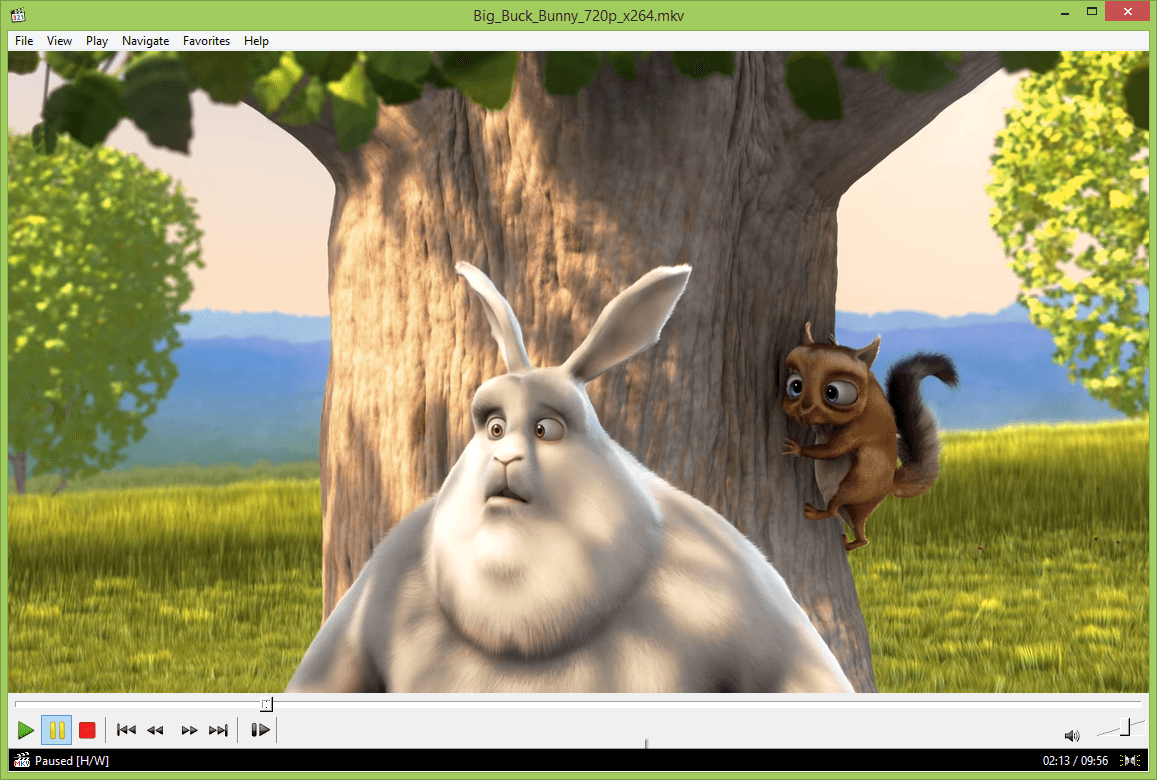 Big_Buck_Bunny_720p_x264.mkv
File View Play Navigate Favorites Help
Paused [H/W] 02:13 / 09:56